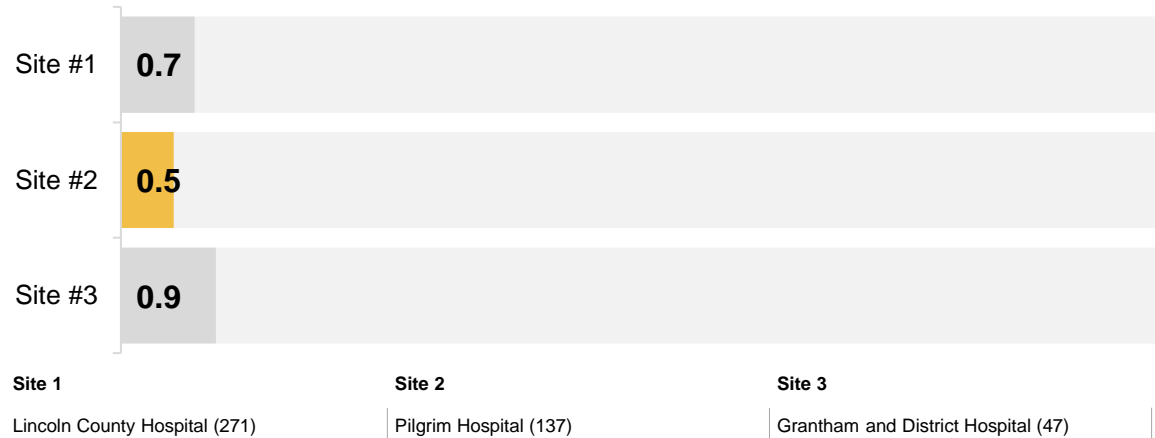 Site #1 0.7
Site #2 0.5
Site #3 0.9
Site 1 Site 2 Site 3
Lincoln County Hospital (271) Pilgrim Hospital (137) Grantham and District Hospital (47)